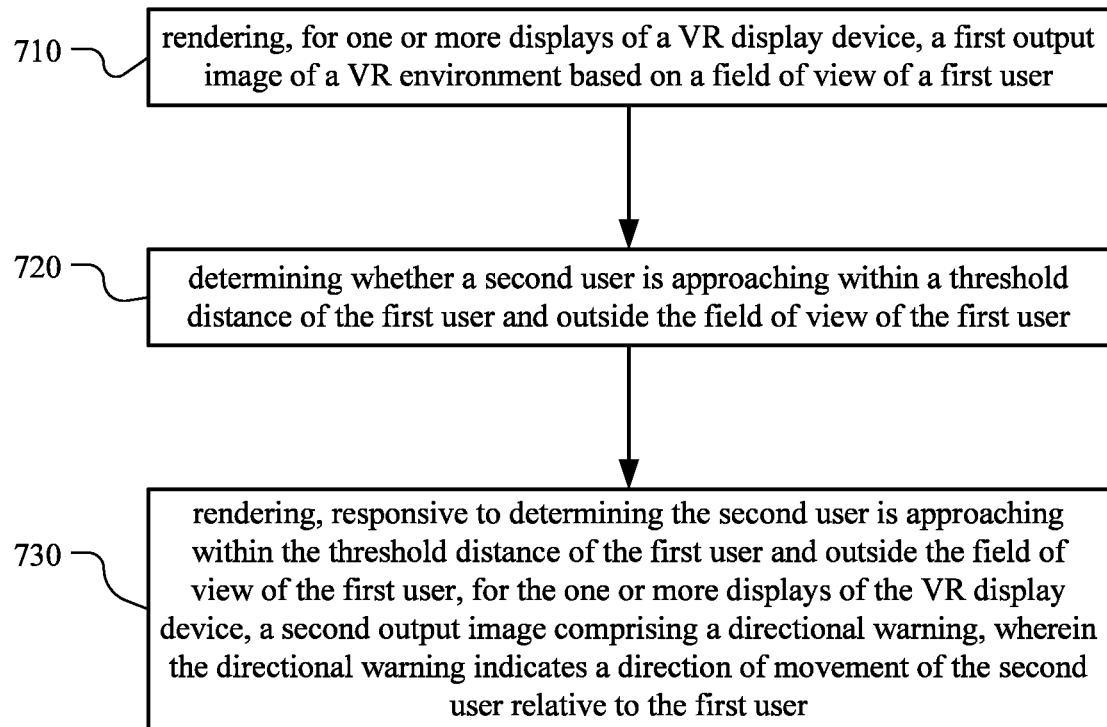 710
rendering, for one or more displays of a VR display device, a first output
image of a VR environment based on a field of view of a first user
720
determining whether a second user is approaching within a threshold
distance of the first user and outside the field of view of the first user
730
rendering, responsive to determining the second user is approaching
within the threshold distance of the first user and outside the field of
view of the first user, for the one or more displays of the VR display
device, a second output image comprising a directional warning, wherein
the directional warning indicates a direction of movement of the second
user relative to the first user